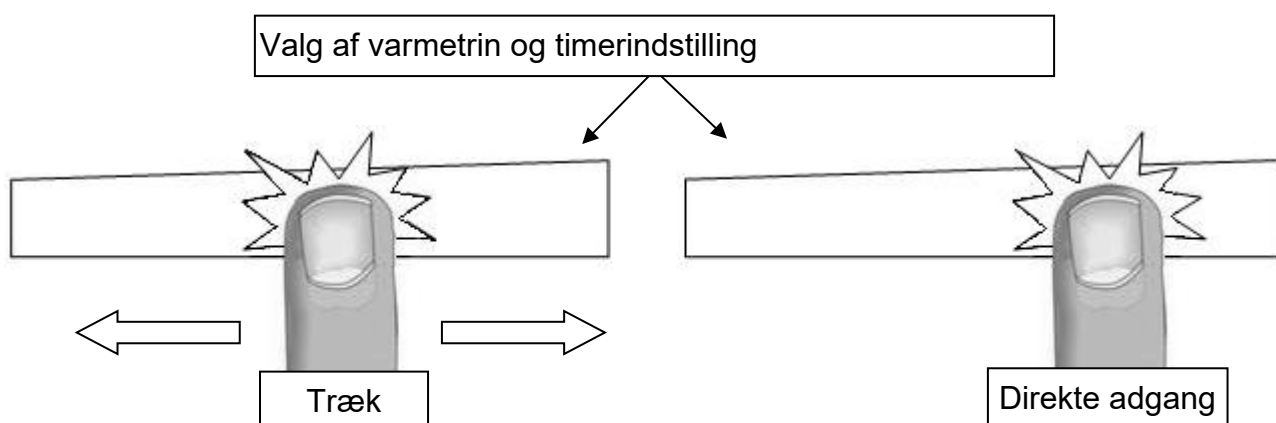 Valg af varmetrin og timerindstilling
Træk
Direkte adgang